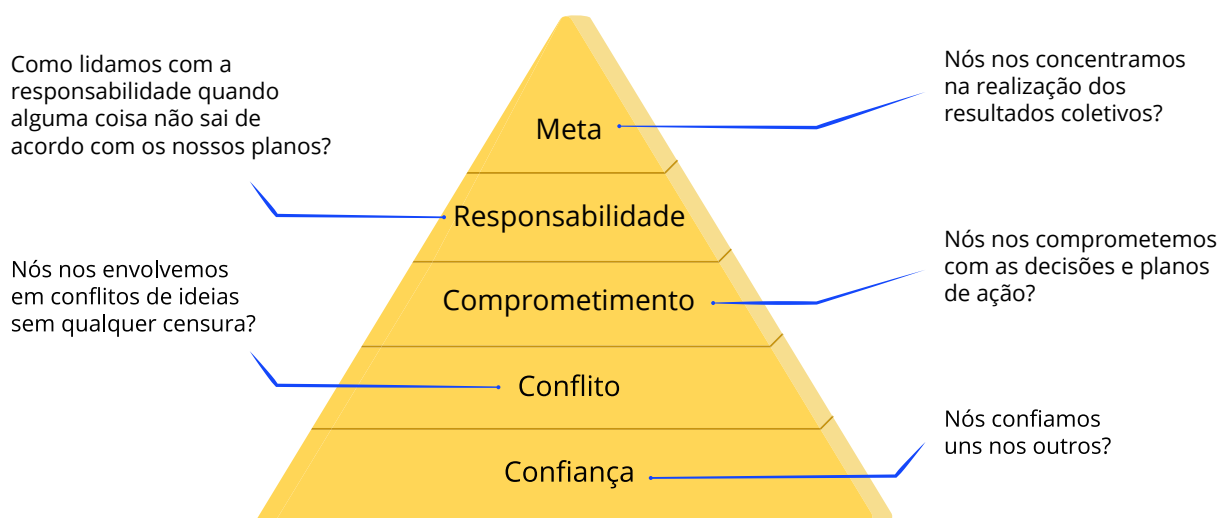 Como lidamos com a
responsabilidade quando
alguma coisa não sai de
acordo com os nossos planos?
Nós nos concentramos
na realização dos
resultados coletivos?
Meta
Responsabilidade
Nós nos comprometemos
com as decisões e planos
de ação?
Nós nos envolvemos
em conflitos de ideias
sem qualquer censura?
Comprometimento
Conflito
Nós confiamos
uns nos outros?
Confiança